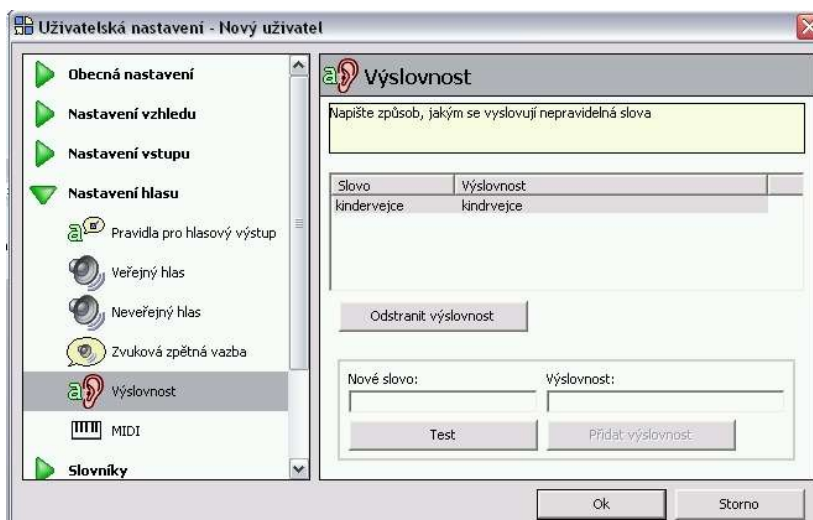 Uživatelská nastavení - Nový uživatel
Obecná nastavení
Nastavení vzhledu
Nastavení vstupu
Nastavení hlasu
Pravidla pro hlasový výstup
Veřejný hlas
Neveřejný hlas
Zvuková zpětná vazba
Výslovnost
MIDI
Slovníky
Výslovnost
Napište způsob, jakým se vyslovují nepravidelná slova
Slovo Výslovnost
kindervejce kindrvejce
Odstranit výslovnost
Nové slovo: Výslovnost:
Test Přidat výslovnost
Ok Storno